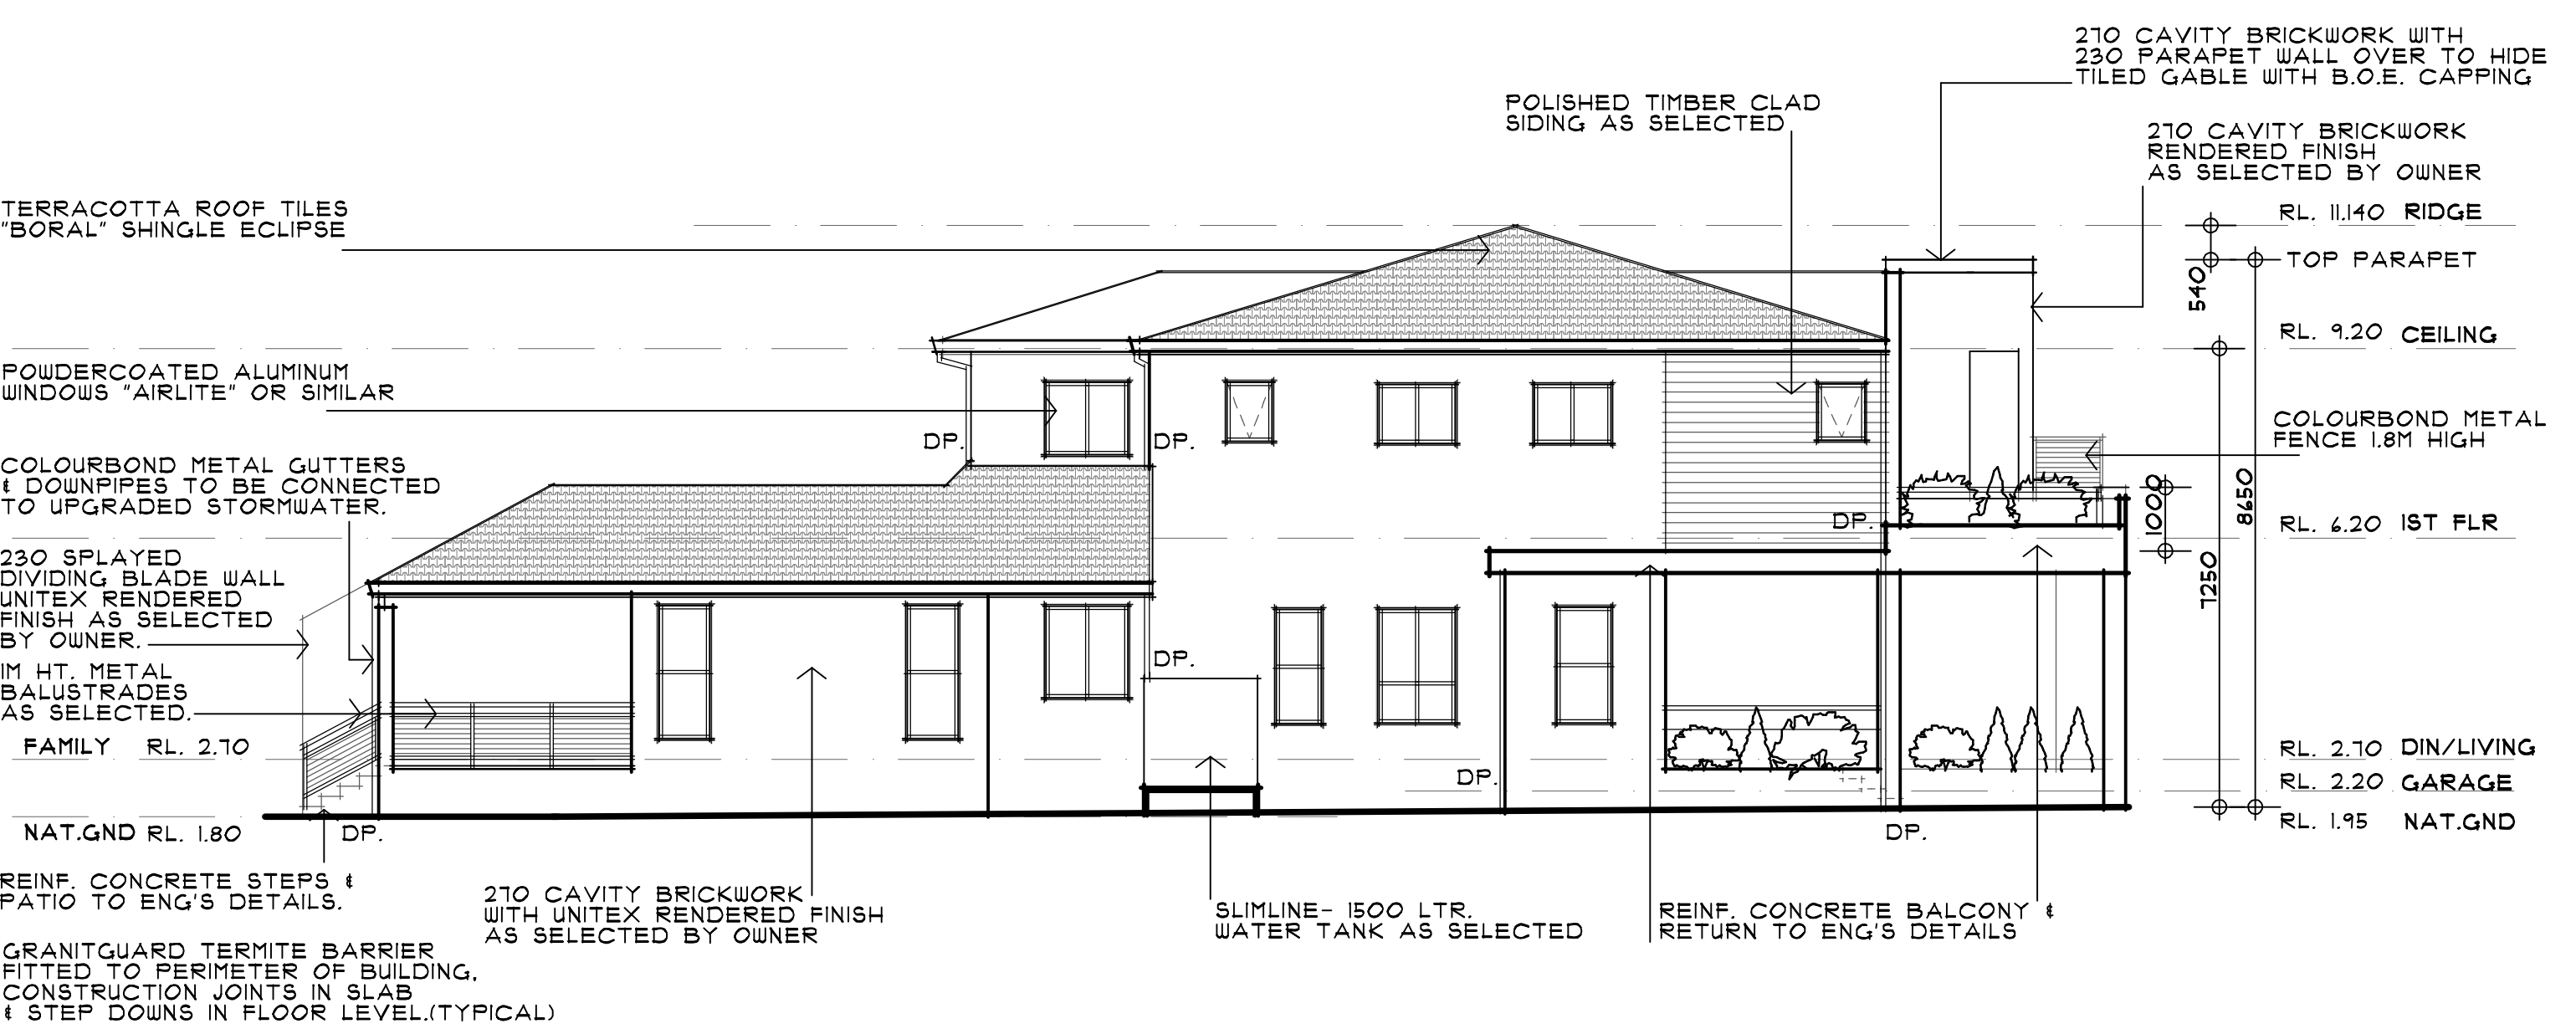 270 CAVITY BRICKWORK WITH
230 PARAPET WALL OVER TO HIDE
TILED GABLE WITH B.O.E. CAPPING
POLISHED TIMBER CLAD
SIDING AS SELECTED
270 CAVITY BRICKWORK
RENDERED FINISH
AS SELECTED BY OWNER
TERRACOTTA ROOF TILES
"BORAL" SHINGLE ECLIPSE
RL. 11.140 RIDGE
TOP PARAPET
540
RL. 9.20 CEILING
POWDERCOATED ALUMINUM
WINDOWS "AIRLITE" OR SIMILAR
COLOURBOND METAL
FENCE 1.8M HIGH
DP.
DP.
COLOURBOND METAL GUTTERS
& DOWNPIPES TO BE CONNECTED
TO UPGRADED STORMWATER.
1000
8650
7250
DP.
RL. 6.20 1ST FLR
230 SPLAYED
DIVIDING BLADE WALL
UNITEX RENDERED
FINISH AS SELECTED
BY OWNER.
DP.
1M HT. METAL
BALUSTRADES
AS SELECTED.
FAMILY RL. 2.70
RL. 2.70 DIN/LIVING
DP.
RL. 2.20 GARAGE
NAT.GND RL. 1.80
DP.
DP.
RL. 1.95 NAT.GND
REINF. CONCRETE STEPS &
PATIO TO ENG'S DETAILS.
270 CAVITY BRICKWORK
WITH UNITEX RENDERED FINISH
AS SELECTED BY OWNER
SLIMLINE- 1500 LTR.
WATER TANK AS SELECTED
REINF. CONCRETE BALCONY &
RETURN TO ENG'S DETAILS
GRANITGUARD TERMITE BARRIER
FITTED TO PERIMETER OF BUILDING,
CONSTRUCTION JOINTS IN SLAB
& STEP DOWNS IN FLOOR LEVEL.(TYPICAL)